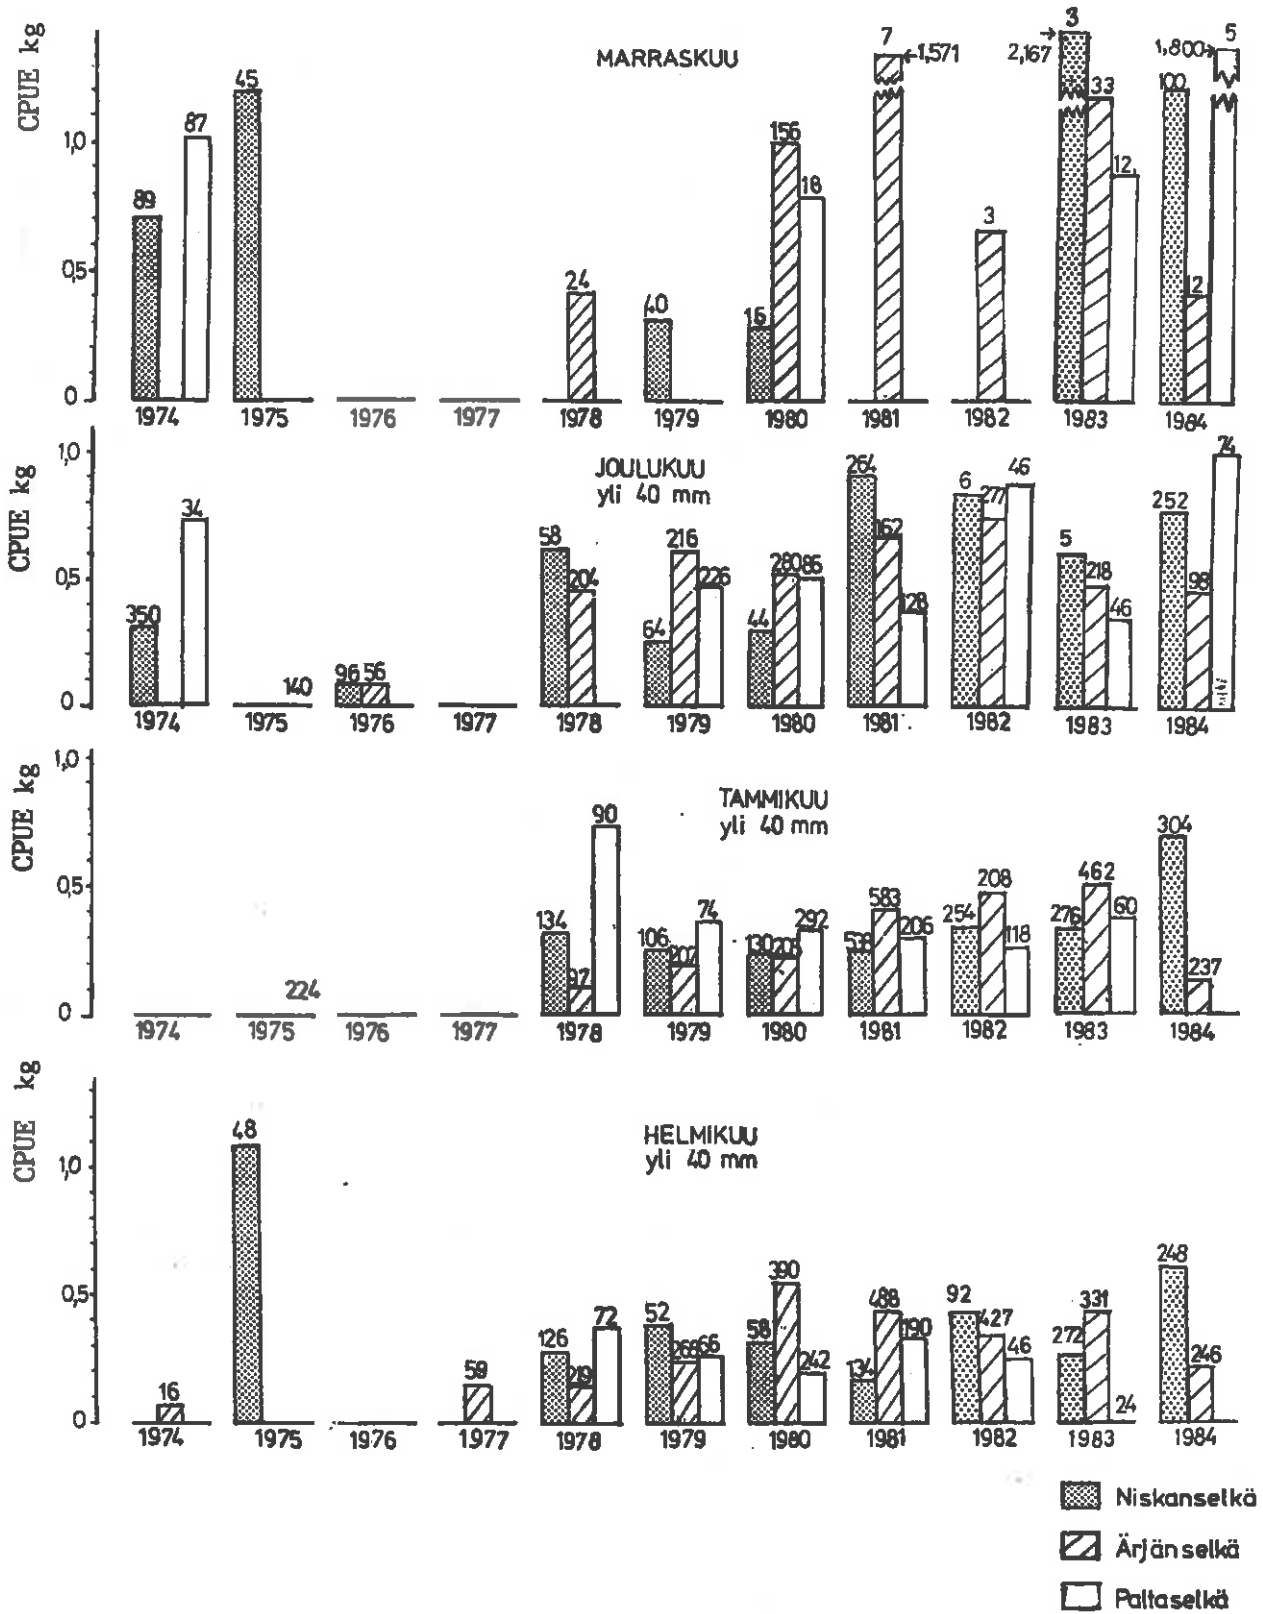 CPUE kg
MARRASKUU
1,0
0,5
0
89 87 45 24 40 16 156 18 7 1,571 3 2,167 3 33 12 100 12 1,800 5
1974 1975 1976 1977 1978 1979 1980 1981 1982 1983 1984
CPUE kg
JOULUKUU
yli 40 mm
1,0
0,5
0
350 34 140 96 56 58 204 64 216 226 44 280 86 264 162 128 6 277 46 5 218 46 252 98 74
1974 1975 1976 1977 1978 1979 1980 1981 1982 1983 1984
CPUE kg
TAMMIKUU
yli 40 mm
1,0
0,5
0
224 134 97 90 106 207 74 130 292 583 206 254 208 118 276 462 60 304 237
1974 1975 1976 1977 1978 1979 1980 1981 1982 1983 1984
CPUE kg
HELMIKUU
yli 40 mm
1,0
0,5
0
16 48 59 126 72 52 66 58 390 242 134 488 190 92 427 46 272 331 24 248 246
1974 1975 1976 1977 1978 1979 1980 1981 1982 1983 1984
Niskanselkä
Ärjänselkä
Paltaselkä